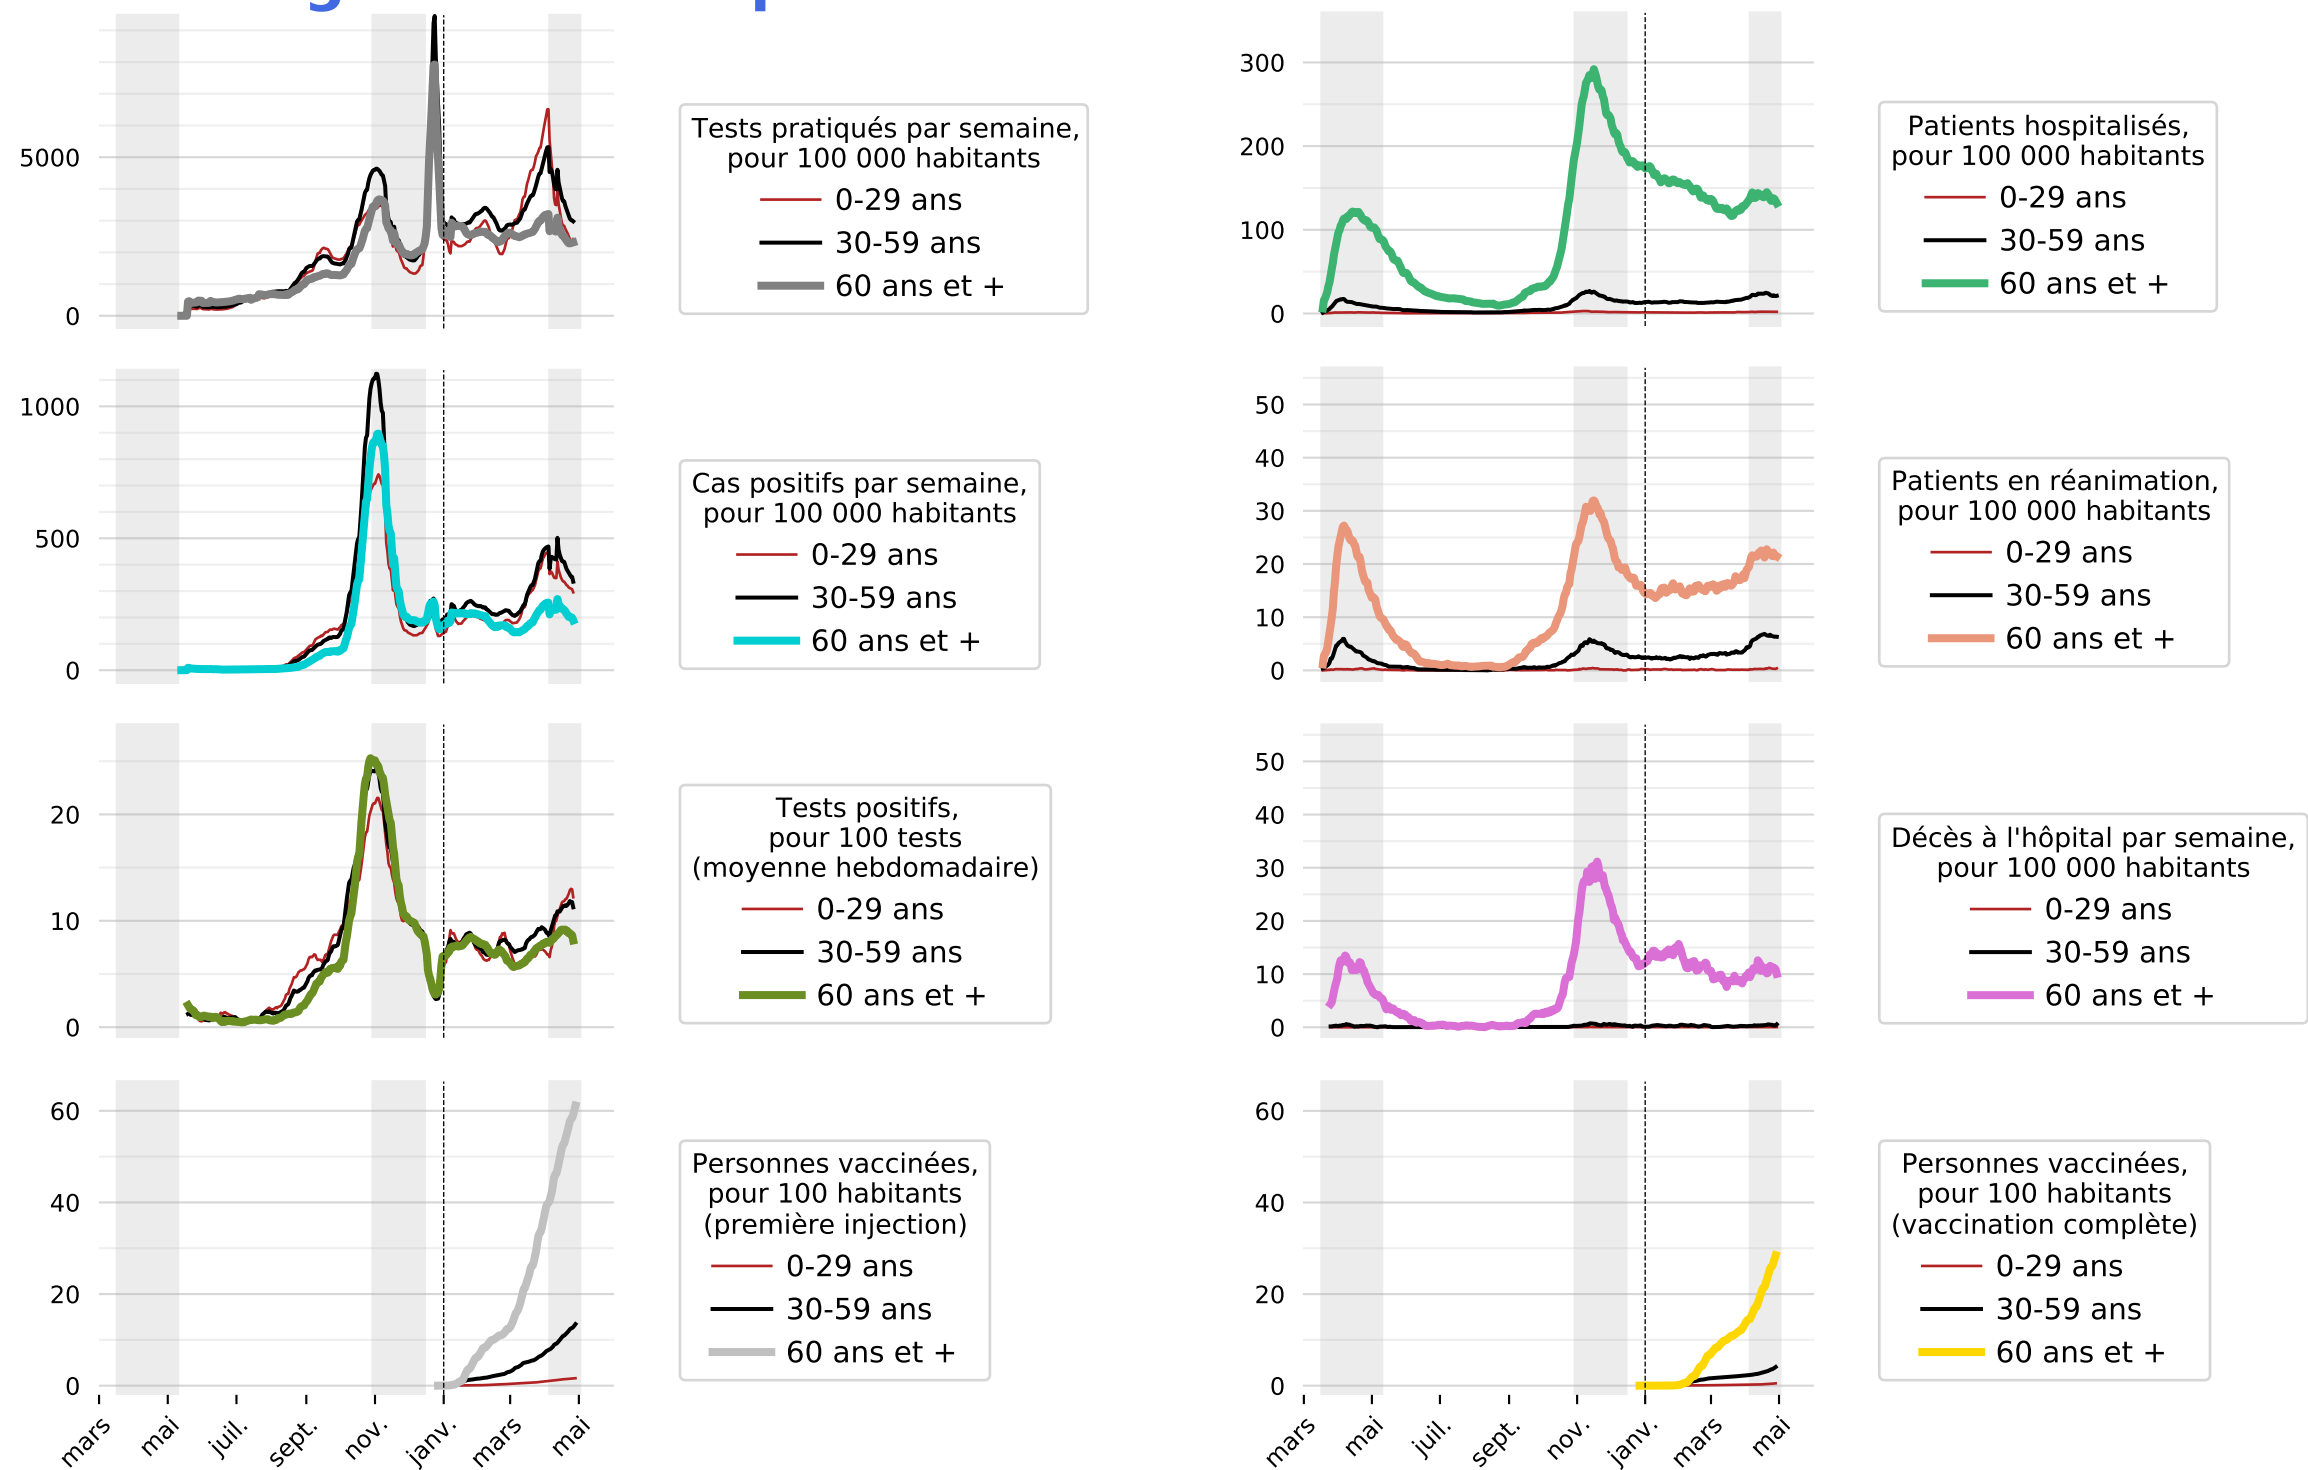 5000
0
Tests pratiqués par semaine,
pour 100 000 habitants
0-29 ans
30-59 ans
60 ans et +
300
200
100
0
Patients hospitalisés,
pour 100 000 habitants
0-29 ans
30-59 ans
60 ans et +
1000
500
0
Cas positifs par semaine,
pour 100 000 habitants
0-29 ans
30-59 ans
60 ans et +
50
40
30
20
10
0
Patients en réanimation,
pour 100 000 habitants
0-29 ans
30-59 ans
60 ans et +
20
10
0
Tests positifs,
pour 100 tests
(moyenne hebdomadaire)
0-29 ans
30-59 ans
60 ans et +
50
40
30
20
10
0
Décès à l'hôpital par semaine,
pour 100 000 habitants
0-29 ans
30-59 ans
60 ans et +
60
40
20
0
mars mai juil. sept. nov. janv. mars mai
Personnes vaccinées,
pour 100 habitants
(première injection)
0-29 ans
30-59 ans
60 ans et +
60
40
20
0
mars mai juil. sept. nov. janv. mars mai
Personnes vaccinées,
pour 100 habitants
(vaccination complète)
0-29 ans
30-59 ans
60 ans et +